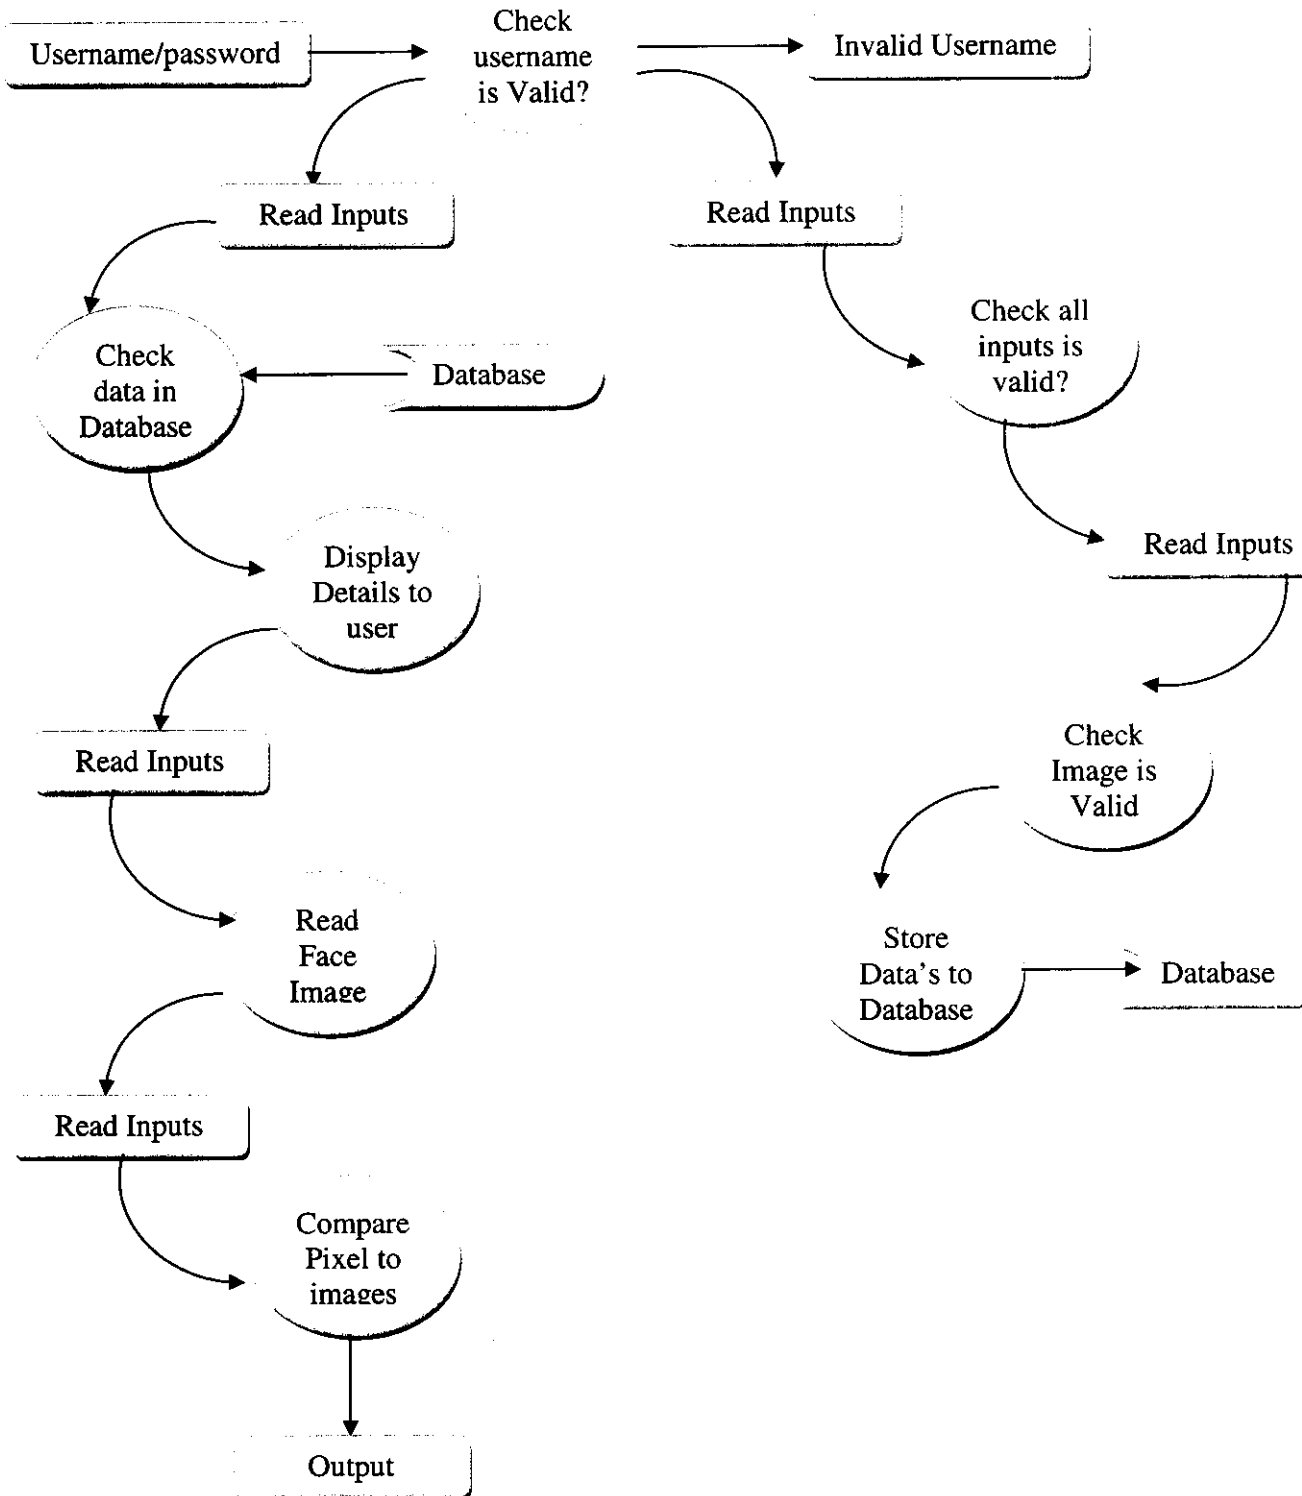 Username/password
Check
username
is Valid?
Invalid Username
Read Inputs
Read Inputs
Check
data in
Database
Database
Check all
inputs is
valid?
Display
Details to
user
Read Inputs
Read Inputs
Check
Image is
Valid
Read
Face
Image
Store
Data's to
Database
Database
Read Inputs
Compare
Pixel to
images
Output